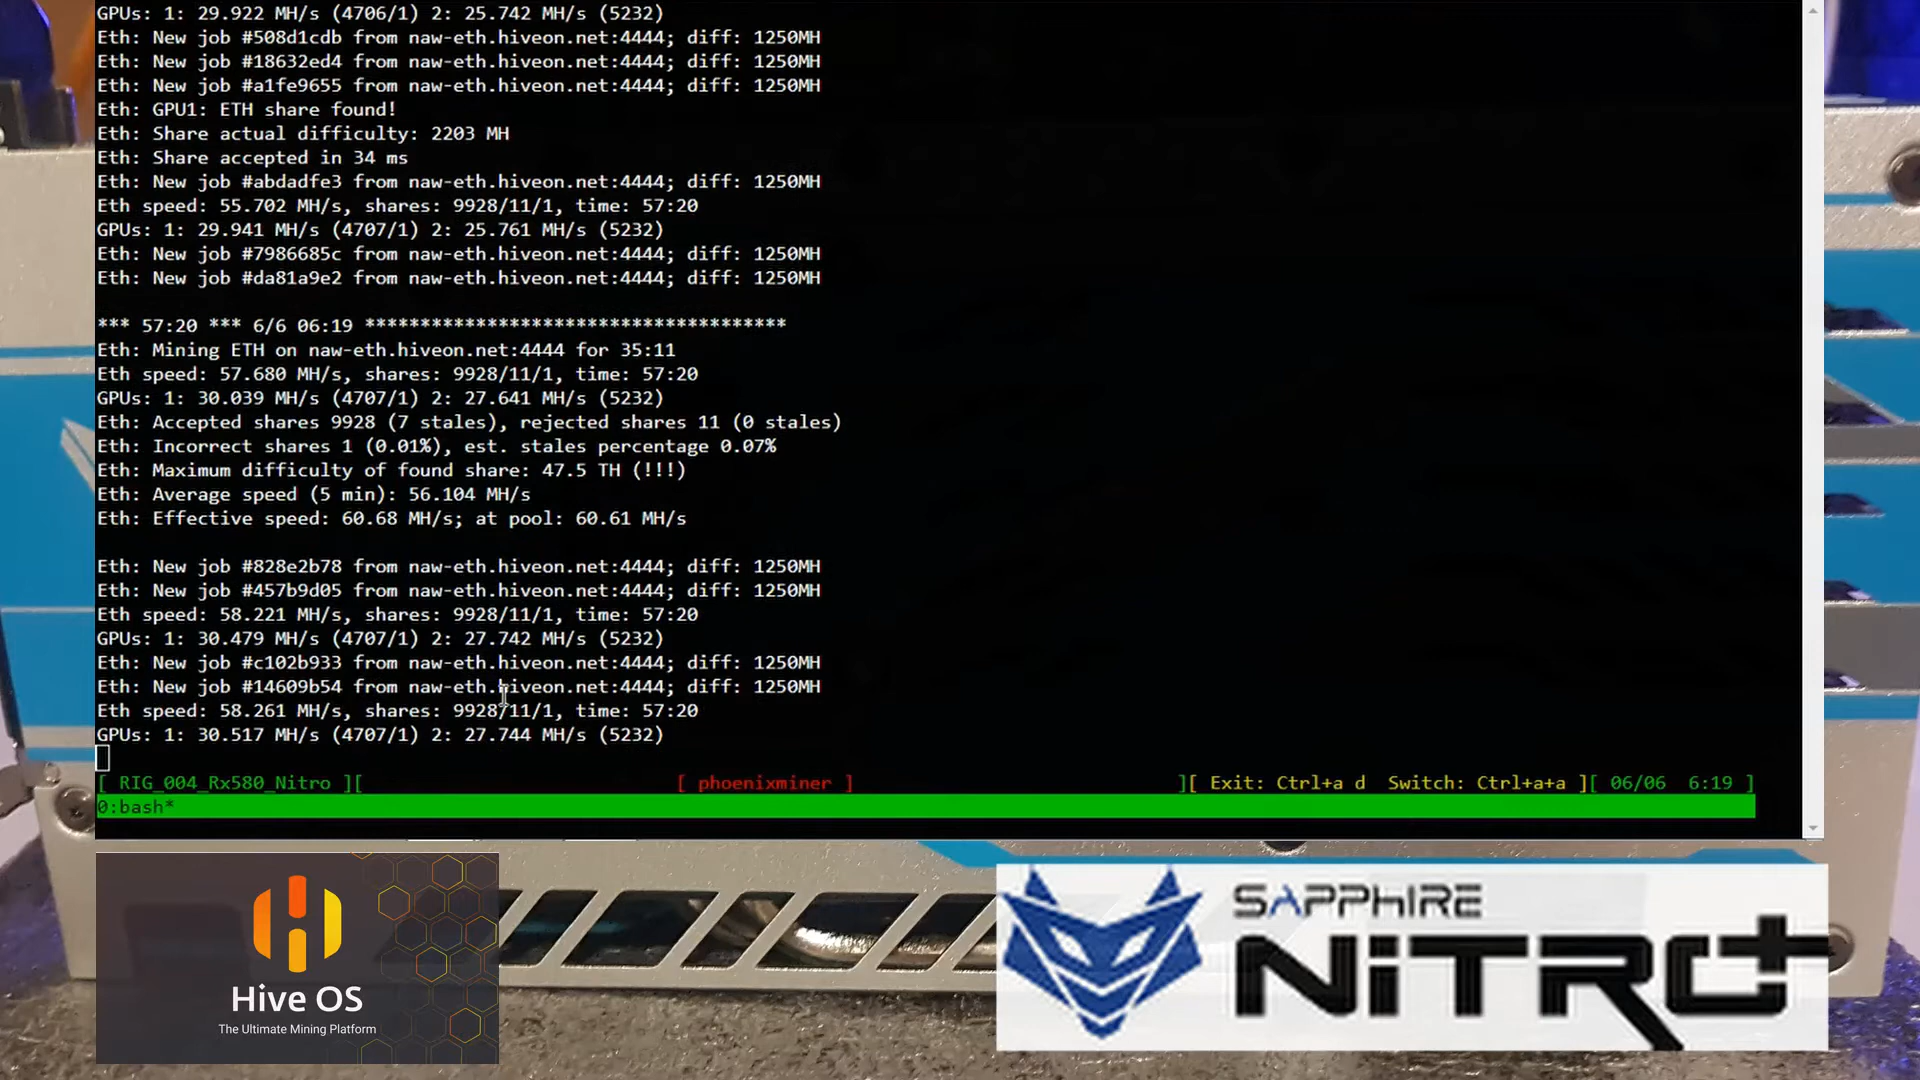 GPUs: 1: 29.922 MH/s (4706/1) 2: 25.742 MH/s (5232)
Eth: New job #508d1cdb from naw-eth.hiveon.net:4444; diff: 1250MH
Eth: New job #18632ed4 from naw-eth.hiveon.net:4444; diff: 1250MH
Eth: New job #a1fe9655 from naw-eth.hiveon.net:4444; diff: 1250MH
Eth: GPU1: ETH share found!
Eth: Share actual difficulty: 2203 MH
Eth: Share accepted in 34 ms
Eth: New job #abdadfe3 from naw-eth.hiveon.net:4444; diff: 1250MH
Eth speed: 55.702 MH/s, shares: 9928/11/1, time: 57:20
GPUs: 1: 29.941 MH/s (4707/1) 2: 25.761 MH/s (5232)
Eth: New job #7986685c from naw-eth.hiveon.net:4444; diff: 1250MH
Eth: New job #da81a9e2 from naw-eth.hiveon.net:4444; diff: 1250MH
*** 57:20 *** 6/6 06:19 **************************************
Eth: Mining ETH on naw-eth.hiveon.net:4444 for 35:11
Eth speed: 57.680 MH/s, shares: 9928/11/1, time: 57:20
GPUs: 1: 30.039 MH/s (4707/1) 2: 27.641 MH/s (5232)
Eth: Accepted shares 9928 (7 stales), rejected shares 11 (0 stales)
Eth: Incorrect shares 1 (0.01%), est. stales percentage 0.07%
Eth: Maximum difficulty of found share: 47.5 TH (!!!)
Eth: Average speed (5 min): 56.104 MH/s
Eth: Effective speed: 60.68 MH/s; at pool: 60.61 MH/s
Eth: New job #828e2b78 from naw-eth.hiveon.net:4444; diff: 1250MH
Eth: New job #457b9d05 from naw-eth.hiveon.net:4444; diff: 1250MH
Eth speed: 58.221 MH/s, shares: 9928/11/1, time: 57:20
GPUs: 1: 30.479 MH/s (4707/1) 2: 27.742 MH/s (5232)
Eth: New job #c102b933 from naw-eth.hiveon.net:4444; diff: 1250MH
Eth: New job #14609b54 from naw-eth.hiveon.net:4444; diff: 1250MH
Eth speed: 58.261 MH/s, shares: 9928/11/1, time: 57:20
GPUs: 1: 30.517 MH/s (4707/1) 2: 27.744 MH/s (5232)
[ RIG_004_Rx580_Nitro ][ [ phoenixminer ] ][ Exit: Ctrl+a d Switch: Ctrl+a+a ][ 06/06 6:19 ]
0:bash*
Hive OS
The Ultimate Mining Platform
SAPPHIRE
NITRO+